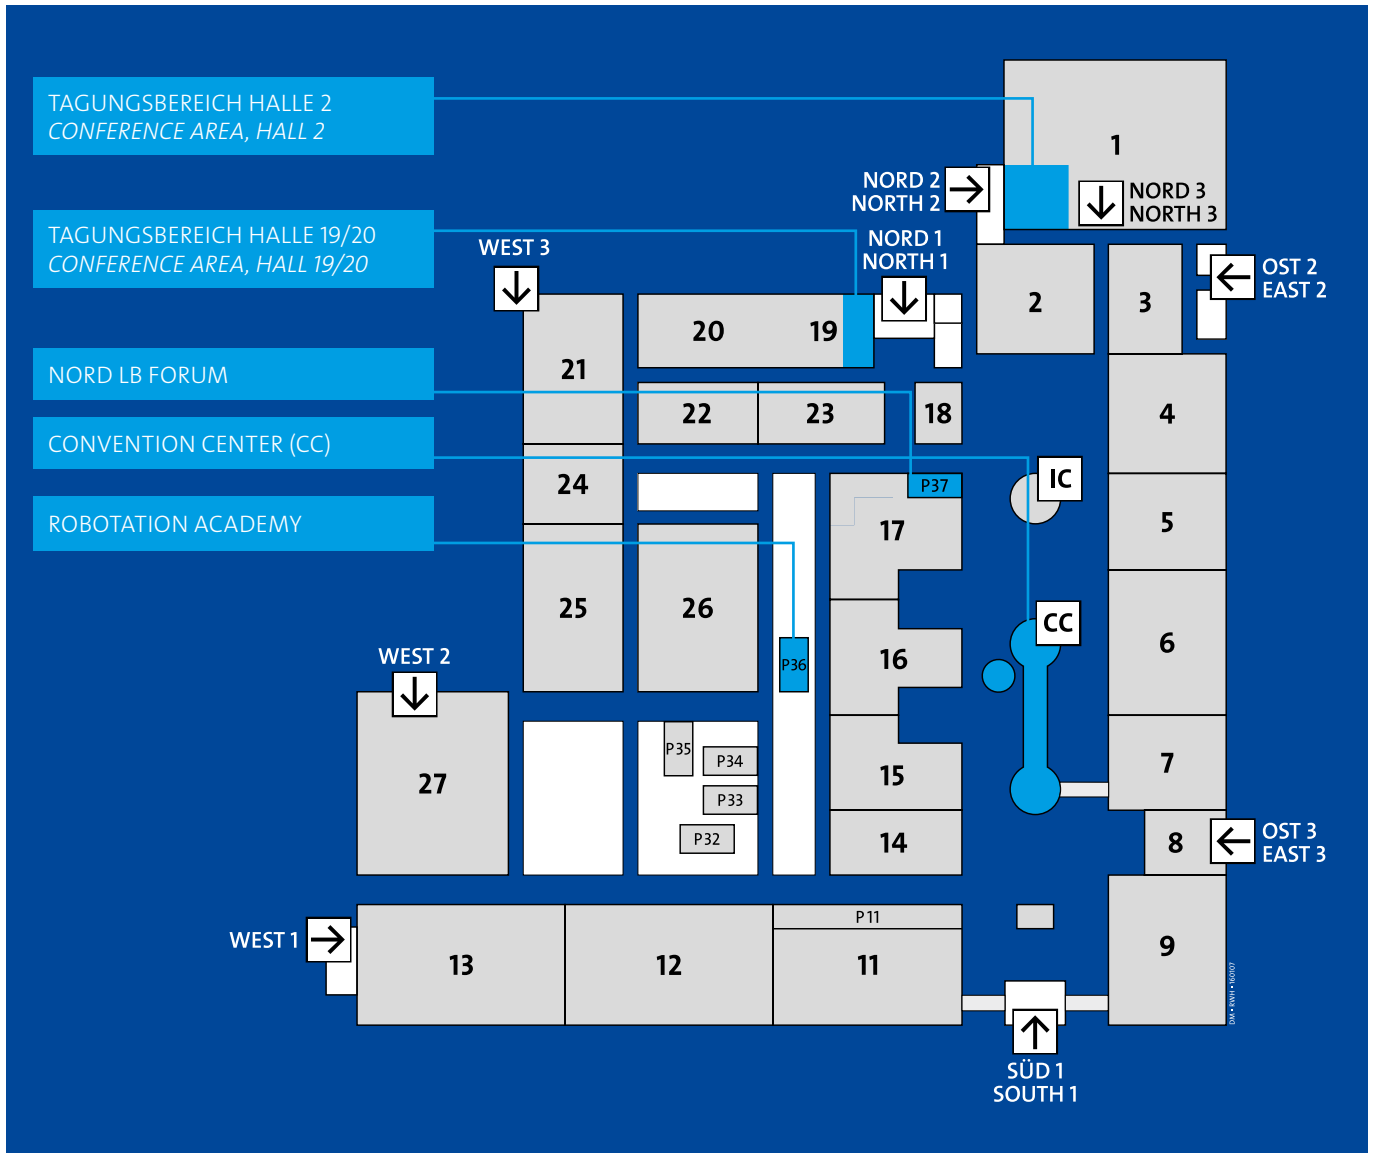 TAGUNGSBEREICH HALLE 2
CONFERENCE AREA, HALL 2
TAGUNGSBEREICH HALLE 19/20
CONFERENCE AREA, HALL 19/20
NORD LB FORUM
CONVENTION CENTER (CC)
ROBOTATION ACADEMY
1
NORD 2
NORTH 2
NORD 3
NORTH 3
WEST 3
NORD 1
NORTH 1
OST 2
EAST 2
2
3
20
19
21
22
23
18
4
24
P37
IC
17
5
25
26
P36
16
CC
6
WEST 2
27
P35
P34
P33
P32
15
14
7
8
OST 3
EAST 3
WEST 1
13
12
P11
11
9
DM • RWH • 160107
SÜD 1
SOUTH 1